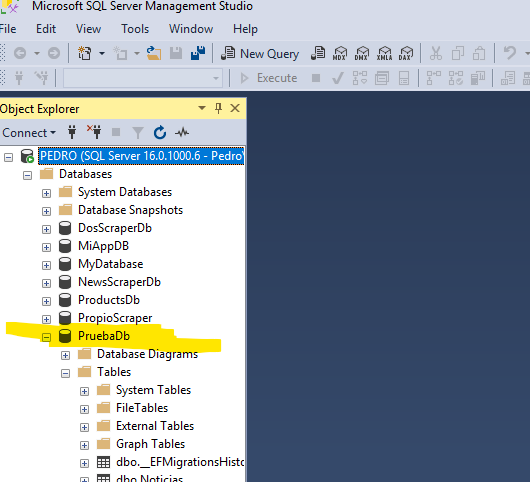 Microsoft SQL Server Management Studio
File Edit View Tools Window Help
New Query MDX DMX XMLA DAX
Execute
Object Explorer
Connect
PEDRO (SQL Server 16.0.1000.6 - Pedro\
Databases
System Databases
Database Snapshots
DosScraperDb
MiAppDB
MyDatabase
NewsScraperDb
ProductsDb
PropioScraper
PruebaDb
Database Diagrams
Tables
System Tables
FileTables
External Tables
Graph Tables
dbo.__EFMigrationsHisto
dbo.Noticias